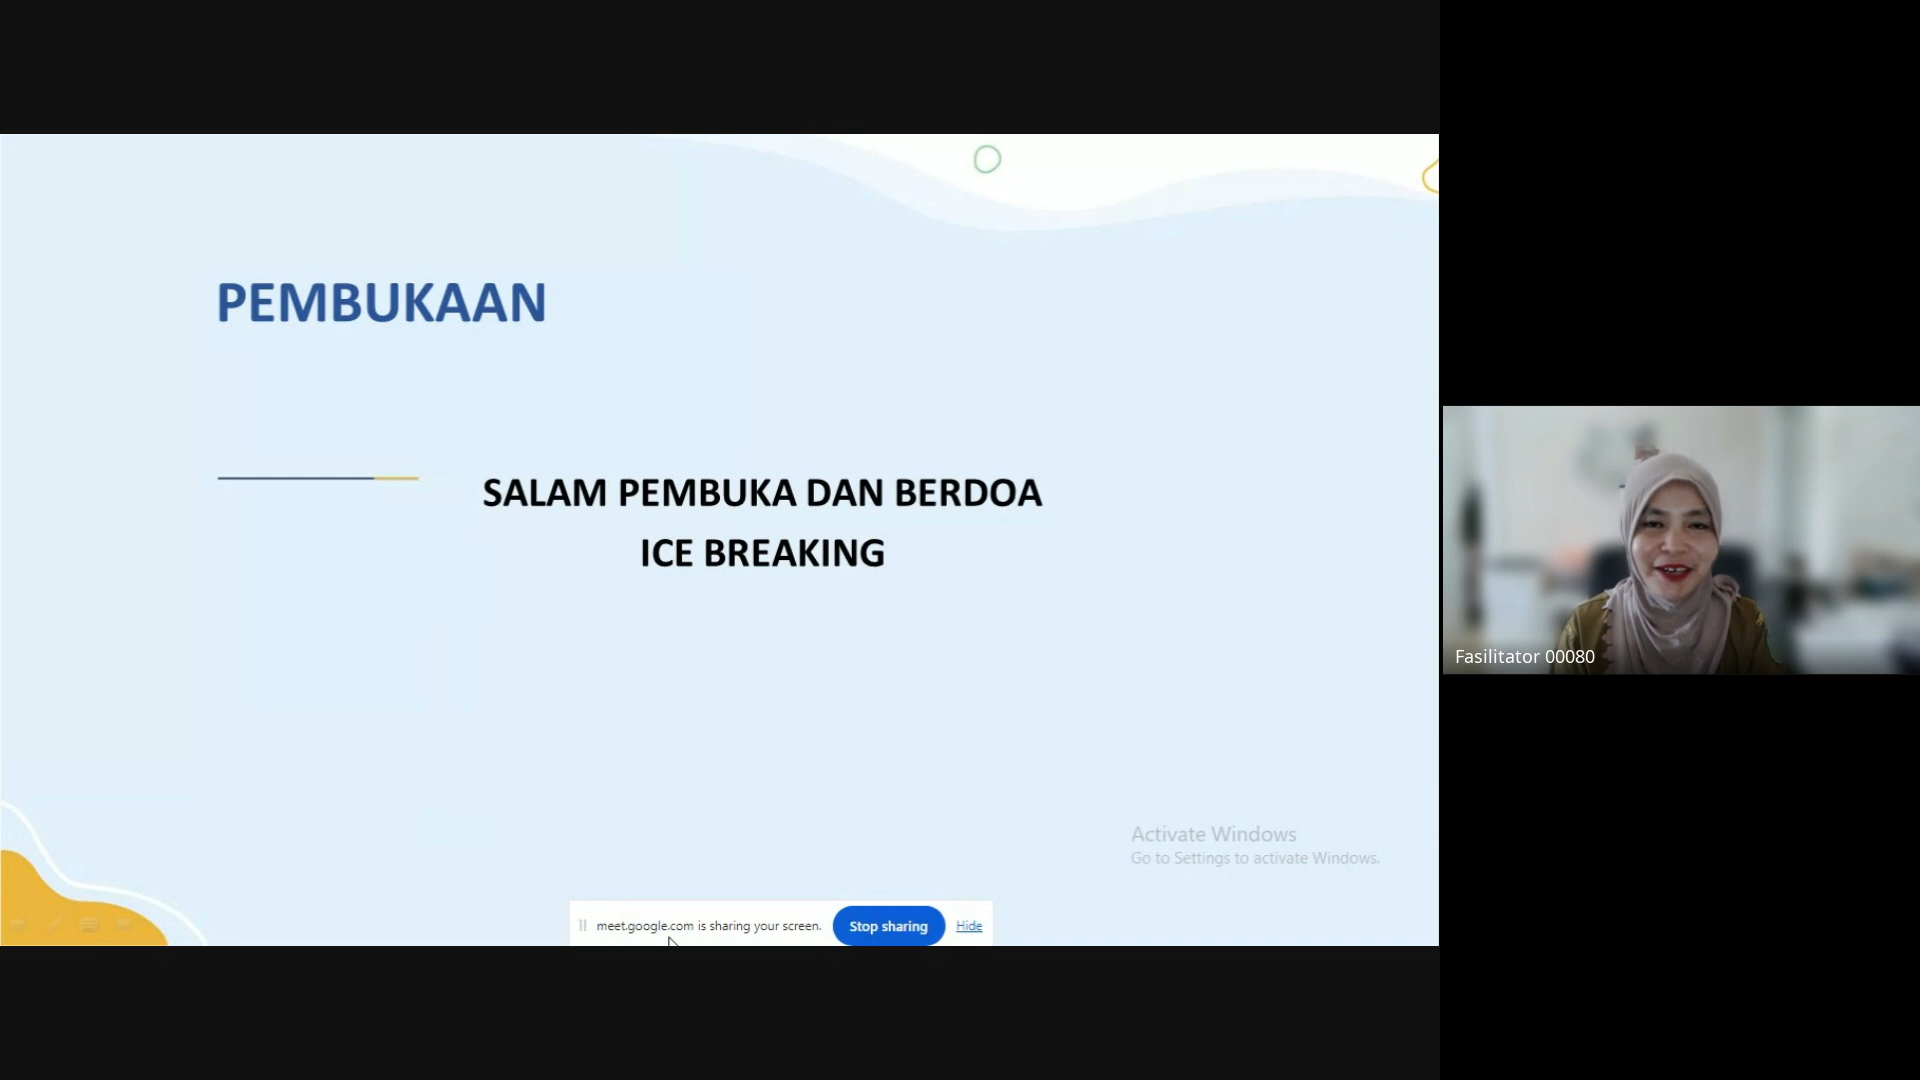 PEMBUKAAN
SALAM PEMBUKA DAN BERDOA
ICE BREAKING
Activate Windows
Go to Settings to activate Windows.
meet.google.com is sharing your screen. Stop sharing Hide
Fasilitator 00080